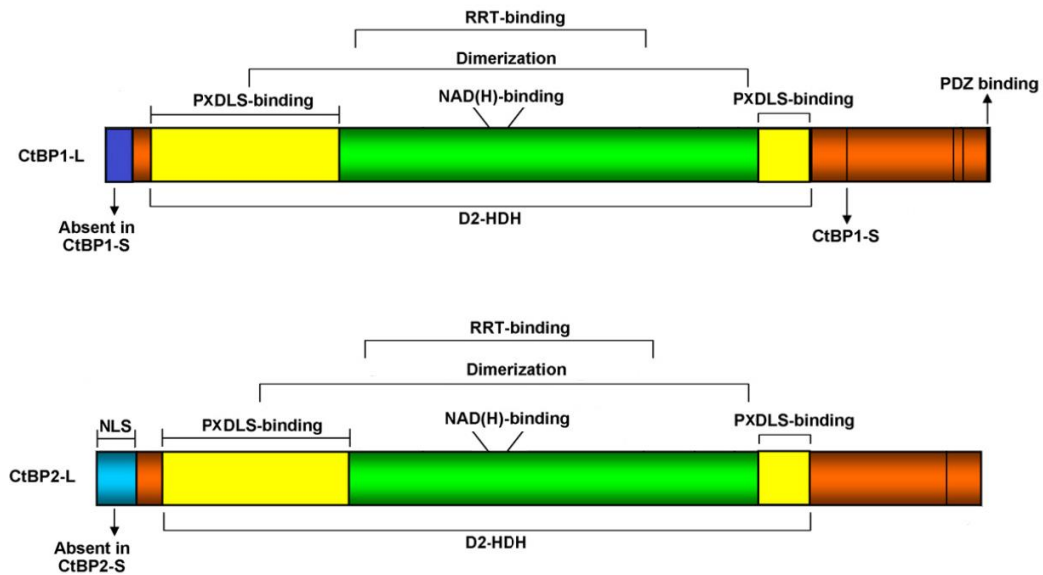 RRT-binding
Dimerization
PDZ binding
PXDLS-binding
NAD(H)-binding
PXDLS-binding
CtBP1-L
D2-HDH
Absent in
CtBP1-S
CtBP1-S
RRT-binding
Dimerization
NLS
PXDLS-binding
NAD(H)-binding
PXDLS-binding
CtBP2-L
D2-HDH
Absent in
CtBP2-S